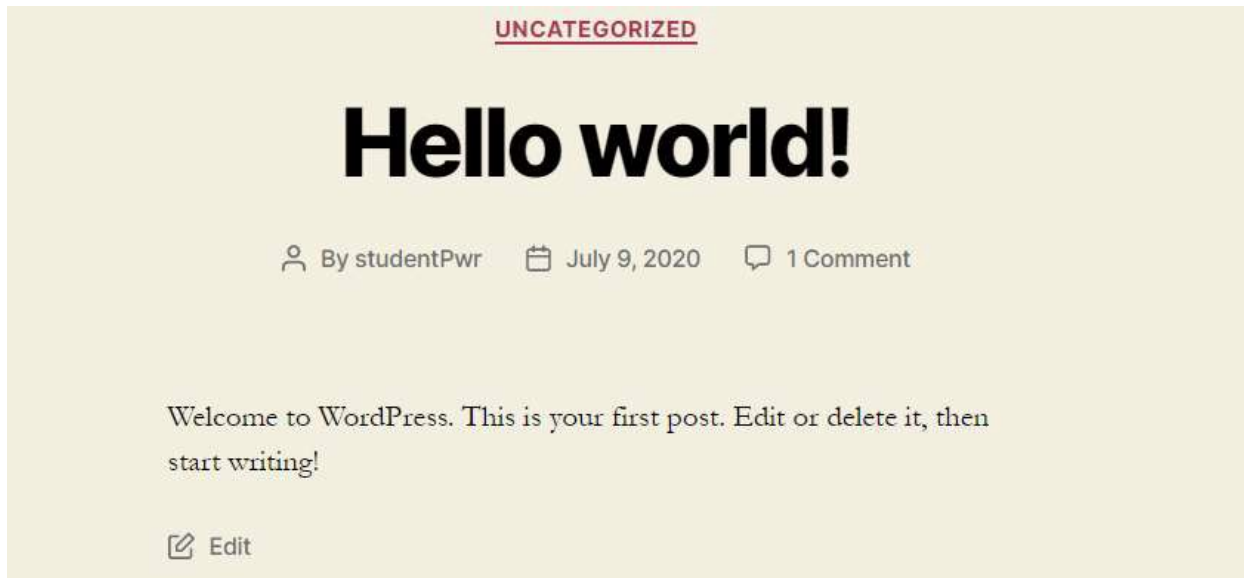 UNCATEGORIZED
Hello world!
By studentPwr July 9, 2020 1 Comment
Welcome to WordPress. This is your first post. Edit or delete it, then
start writing!
Edit